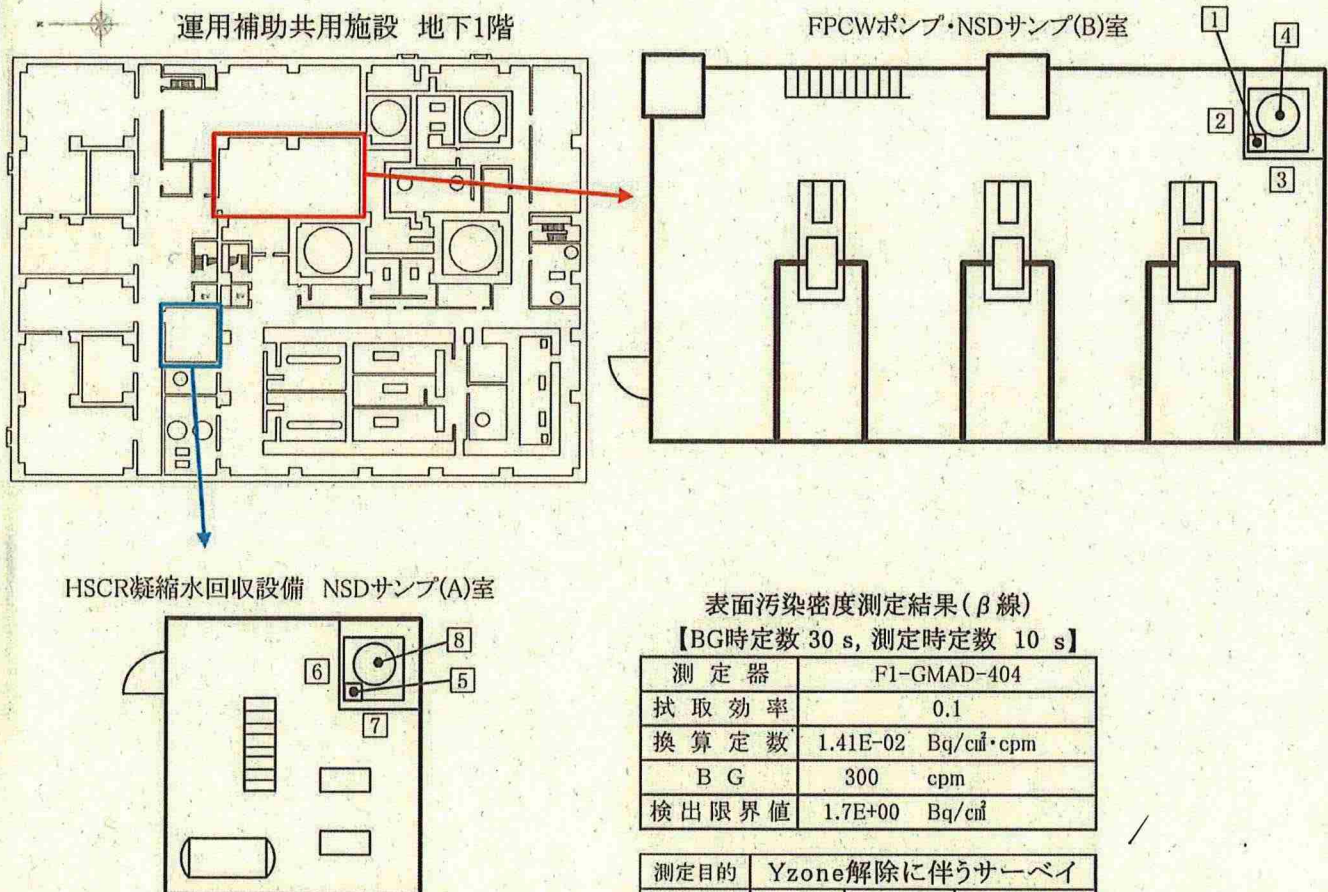 運用補助共用施設 地下1階
FPCWポンプ・NSDサンプ(B)室
1
4
2
3
HSCR凝縮水回収設備 NSDサンプ(A)室
8
6
5
7
表面汚染密度測定結果(β線)
【BG時定数 30 s, 測定時定数 10 s】
測定器 F1-GMAD-404
拭取効率 0.1
換算定数 1.41E-02 Bq/c㎡・cpm
BG 300 cpm
検出限界値 1.7E+00 Bq/c㎡
測定目的 Yzone解除に伴うサーベイ